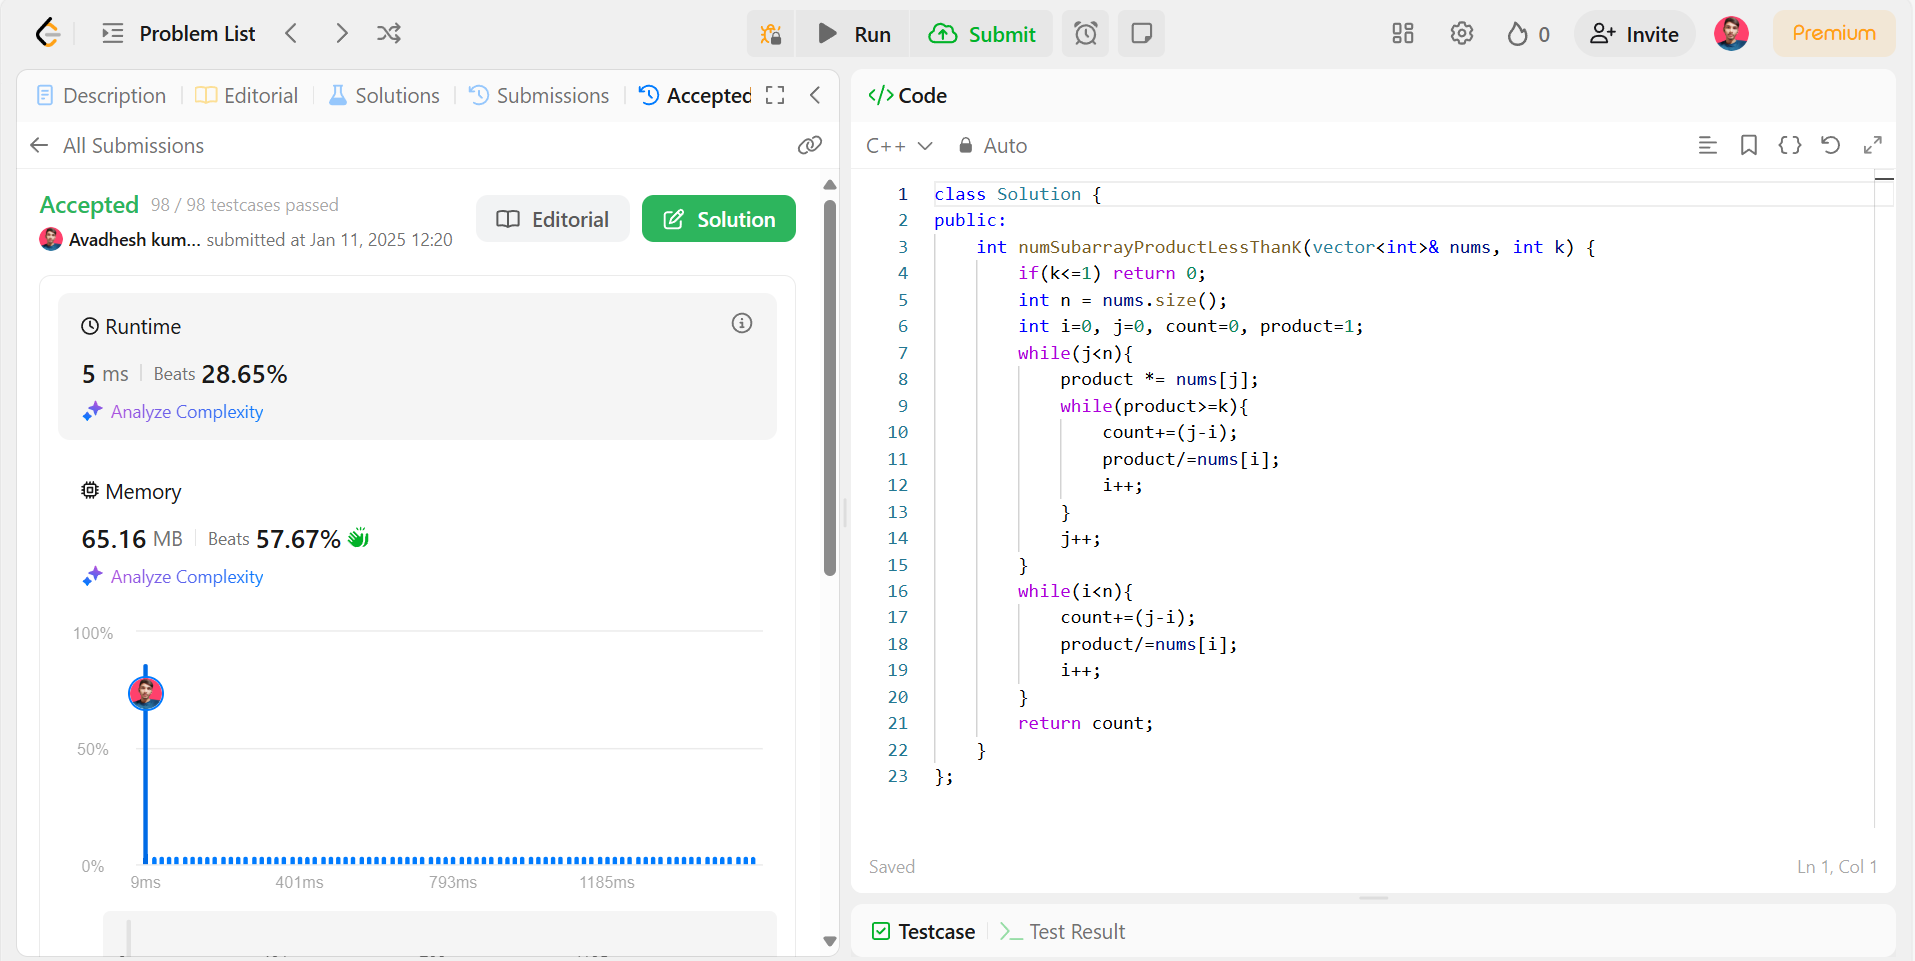 Problem List
Run
Submit
0
Invite
Premium
Description
Editorial
Solutions
Submissions
Accepted
All Submissions
Accepted 98 / 98 testcases passed
Avadhesh kum... submitted at Jan 11, 2025 12:20
Editorial
Solution
Runtime
5 ms Beats 28.65%
Analyze Complexity
Memory
65.16 MB Beats 57.67%
Analyze Complexity
100%
50%
0%
9ms 401ms 793ms 1185ms
Code
C++ Auto
1 class Solution {
2 public:
3     int numSubarrayProductLessThanK(vector<int>& nums, int k) {
4         if(k<=1) return 0;
5         int n = nums.size();
6         int i=0, j=0, count=0, product=1;
7         while(j<n){
8             product *= nums[j];
9             while(product>=k){
10                 count+=(j-i);
11                 product/=nums[i];
12                 i++;
13             }
14             j++;
15         }
16         while(i<n){
17             count+=(j-i);
18             product/=nums[i];
19             i++;
20         }
21         return count;
22     }
23 };
Saved
Ln 1, Col 1
Testcase
Test Result